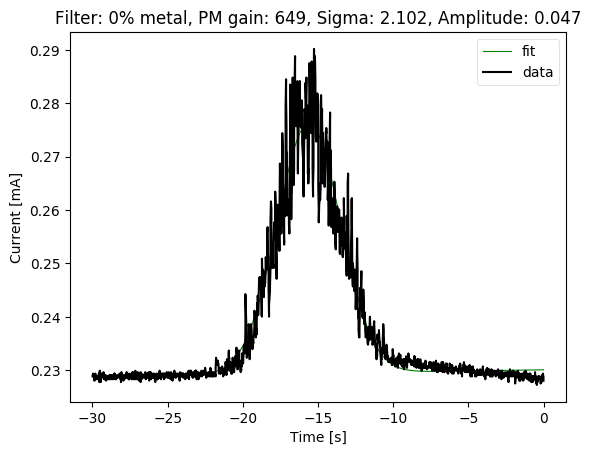 Filter: 0% metal, PM gain: 649, Sigma: 2.102, Amplitude: 0.047
fit
data
0.29
0.28
0.27
0.26
0.25
0.24
0.23
Current [mA]
−30
−25
−20
−15
−10
−5
0
Time [s]